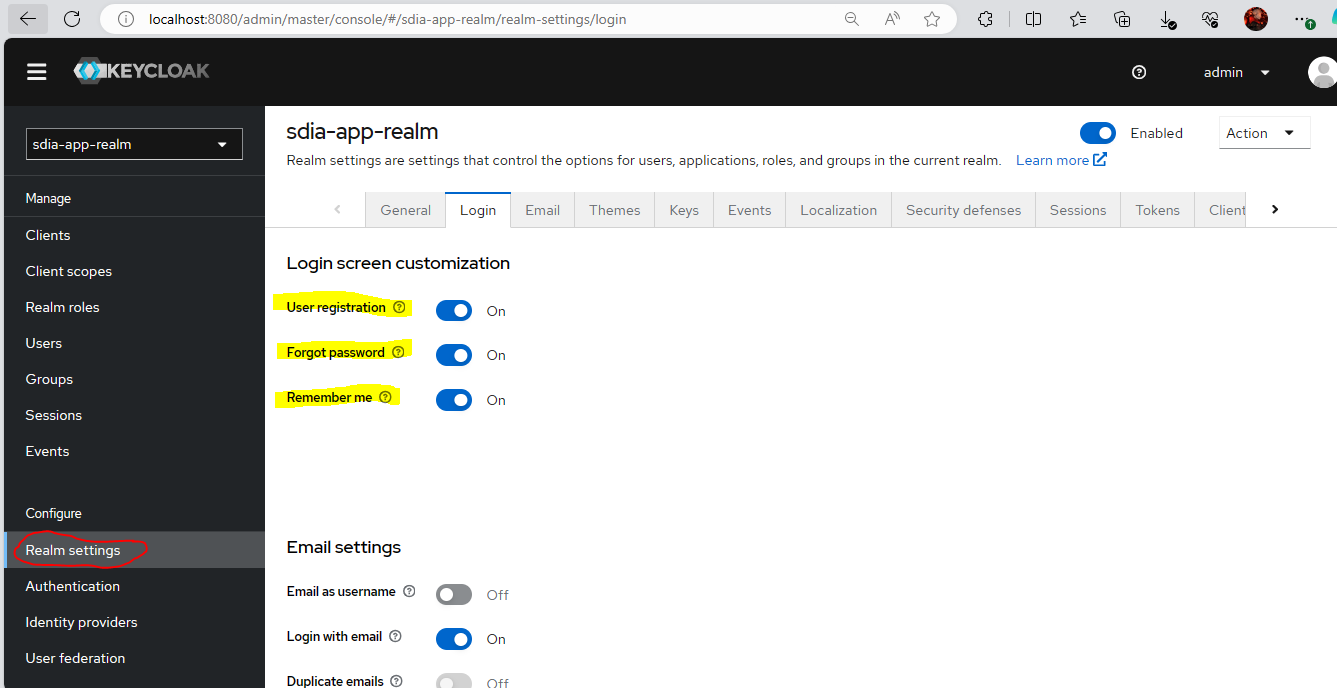 localhost:8080/admin/master/console/#/sdia-app-realm/realm-settings/login
KEYCLOAK
admin
sdia-app-realm
Manage
Clients
Client scopes
Realm roles
Users
Groups
Sessions
Events
Configure
Realm settings
Authentication
Identity providers
User federation
sdia-app-realm
Enabled
Action
Realm settings are settings that control the options for users, applications, roles, and groups in the current realm. Learn more
General Login Email Themes Keys Events Localization Security defenses Sessions Tokens Client
Login screen customization
User registration On
Forgot password On
Remember me On
Email settings
Email as username Off
Login with email On
Duplicate emails Off